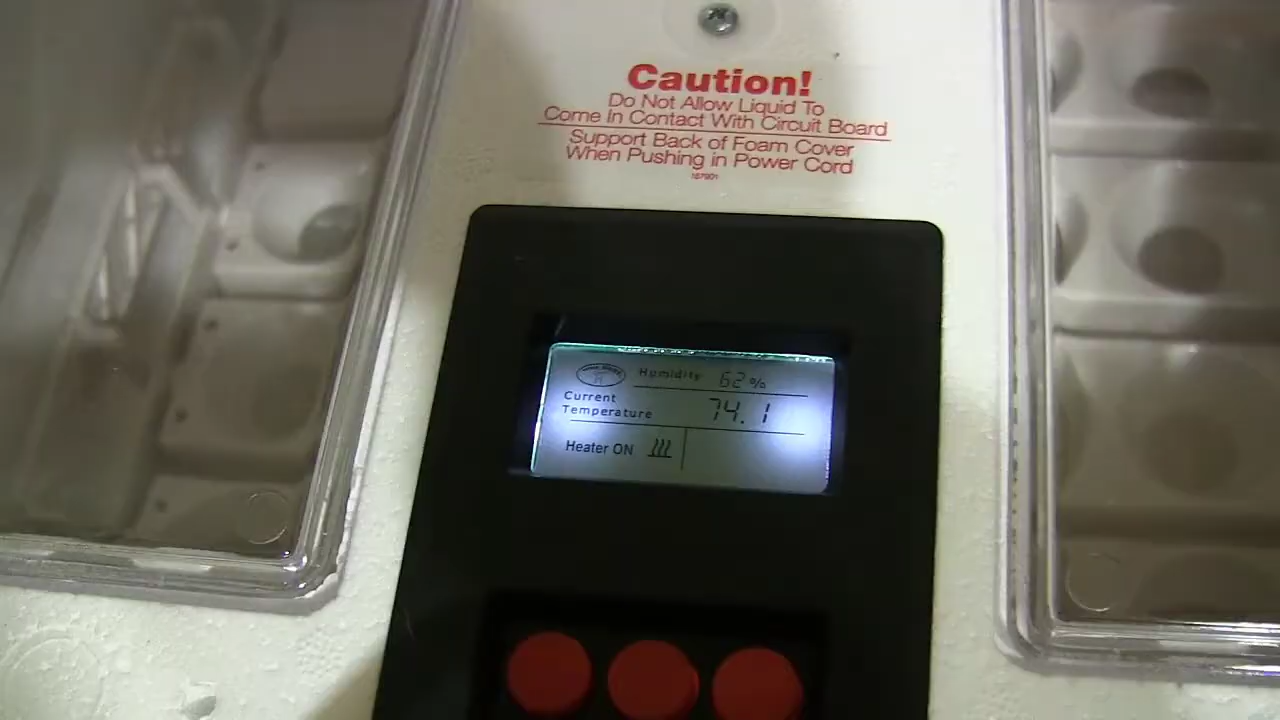 Caution!
Do Not Allow Liquid To
Come In Contact With Circuit Board
Support Back of Foam Cover
When Pushing in Power Cord
Humidity 62%
Current
Temperature 74.1
Heater ON